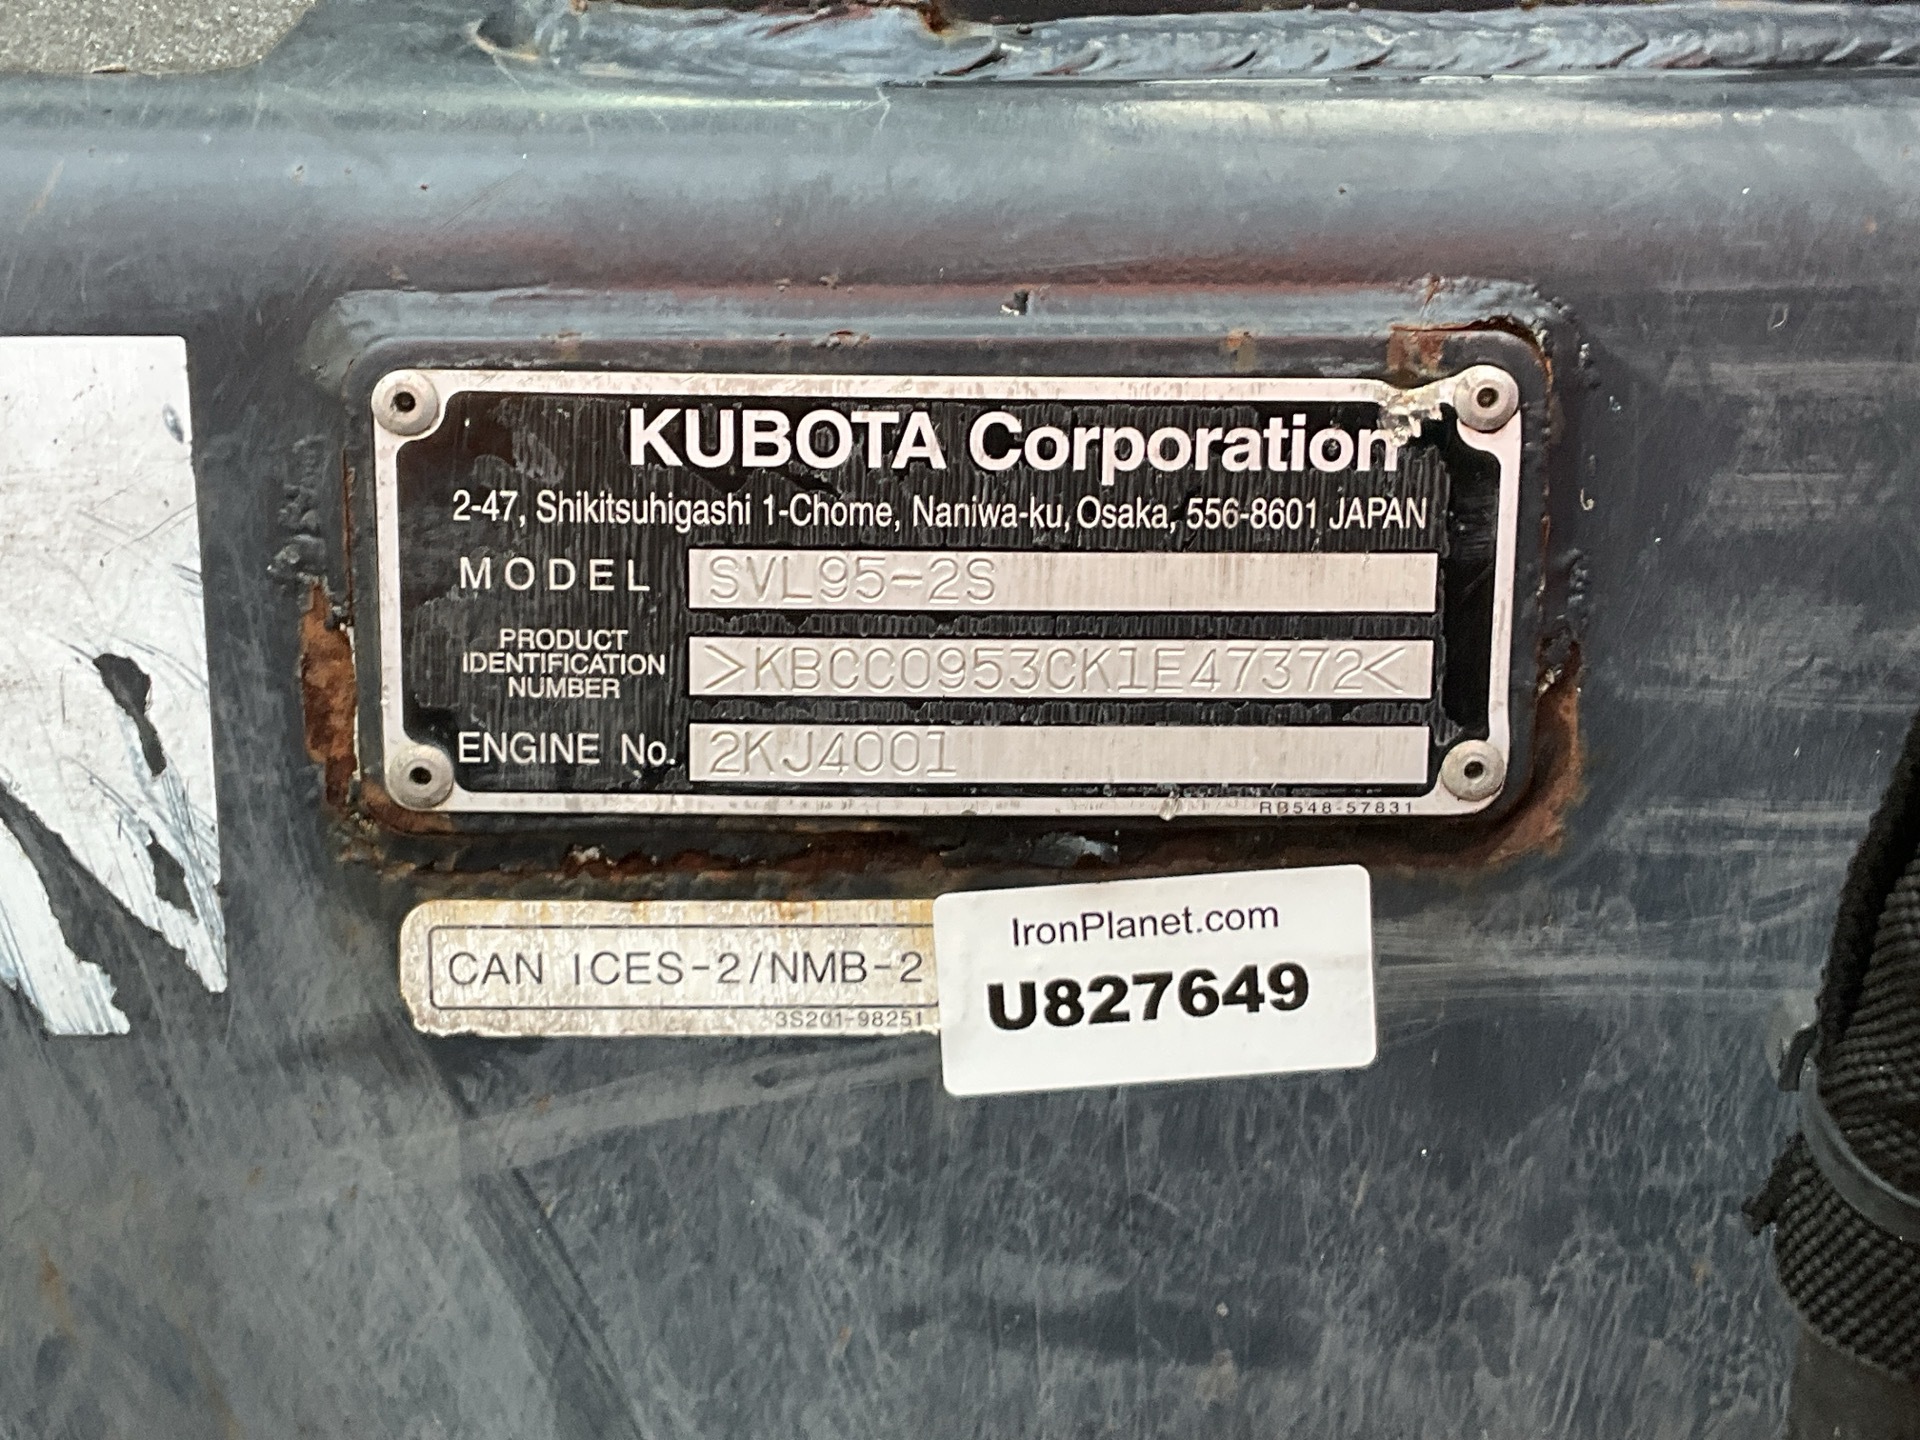 KUBOTA Corporation
2-47, Shikitsuhigashi 1-Chome, Naniwa-ku, Osaka, 556-8601 JAPAN
MODEL SVL95-2S
PRODUCT
IDENTIFICATION
NUMBER
>KBCC0953CK1E47372<
ENGINE No. 2KJ4001
RB548-57831
CAN ICES-2/NMB-2
3S201-98251
IronPlanet.com
U827649